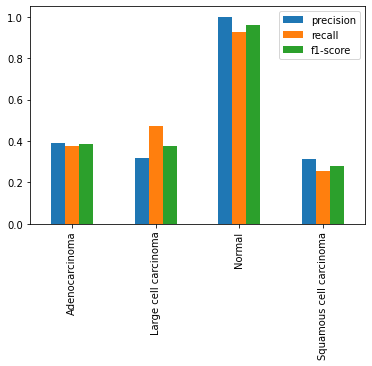 precision
recall
f1-score
1.0
0.8
0.6
0.4
0.2
0.0
Adenocarcinoma
Large cell carcinoma
Normal
Squamous cell carcinoma